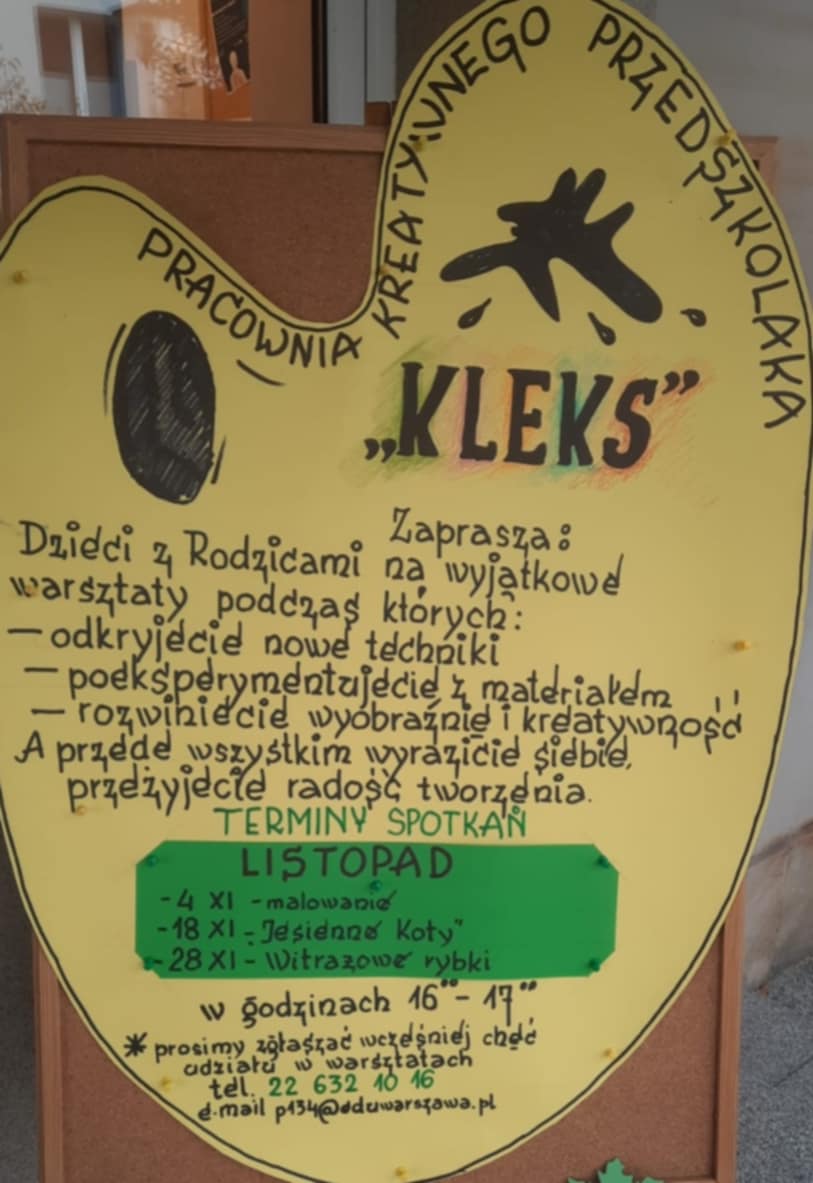 PRACOWNIA KREATYWNEGO PRZEDSZKOLAKA
„KLEKS”
Zaprasza:
Dzieci z Rodzicami na wyjątkowe
warsztaty podczas których:
— odkryjecie nowe techniki
— poeksperymentujecie z materiałem
— rozwiniecie wyobraźnię i kreatywność
A przede wszystkim wyrazicie siebie,
przeżyjecie radość tworzenia.
TERMINY SPOTKAŃ
LISTOPAD
- 4 XI - malowanie
- 18 XI - „Jesienne Koty”
- 28 XI - Witrażowe rybki
w godzinach 16⁰⁰ - 17⁰⁰
* prosimy zgłaszać wcześniej chęć
udziału w warsztatach
tel. 22 632 10 16
e-mail p134@eduwarszawa.pl